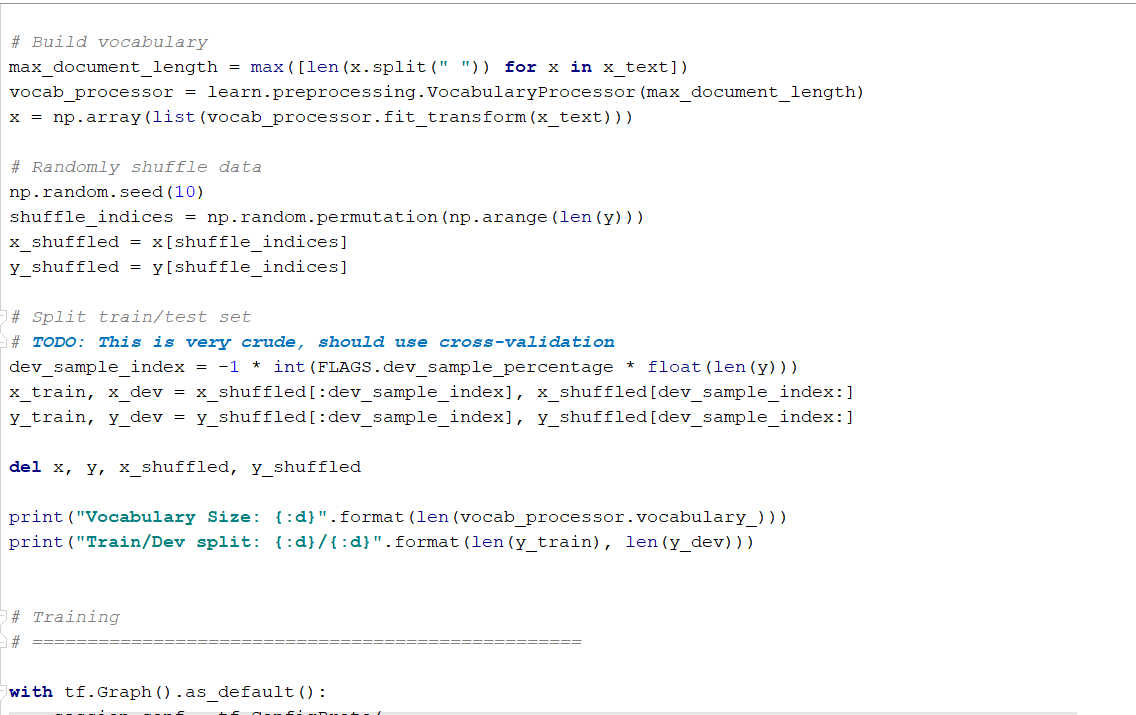 # Build vocabulary
max_document_length = max([len(x.split(" ")) for x in x_text])
vocab_processor = learn.preprocessing.VocabularyProcessor(max_document_length)
x = np.array(list(vocab_processor.fit_transform(x_text)))
# Randomly shuffle data
np.random.seed(10)
shuffle_indices = np.random.permutation(np.arange(len(y)))
x_shuffled = x[shuffle_indices]
y_shuffled = y[shuffle_indices]
# Split train/test set
# TODO: This is very crude, should use cross-validation
dev_sample_index = -1 * int(FLAGS.dev_sample_percentage * float(len(y)))
x_train, x_dev = x_shuffled[:dev_sample_index], x_shuffled[dev_sample_index:]
y_train, y_dev = y_shuffled[:dev_sample_index], y_shuffled[dev_sample_index:]
del x, y, x_shuffled, y_shuffled
print("Vocabulary Size: {:d}".format(len(vocab_processor.vocabulary_)))
print("Train/Dev split: {:d}/{:d}".format(len(y_train), len(y_dev)))
# Training
# ==================================================
with tf.Graph().as_default():